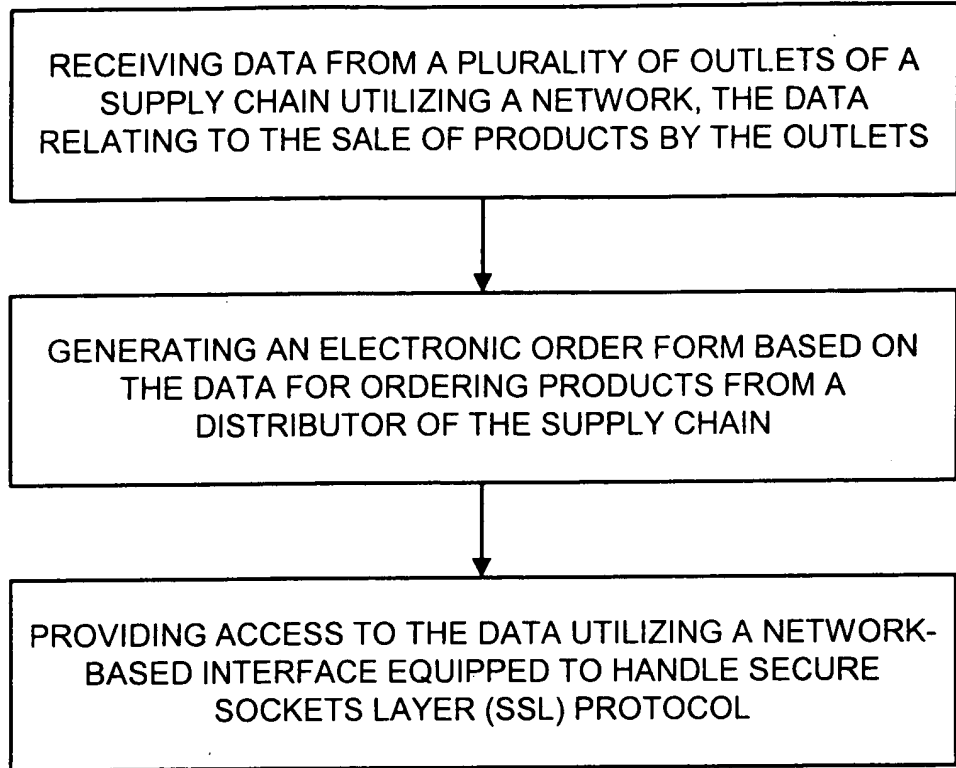 RECEIVING DATA FROM A PLURALITY OF OUTLETS OF A
SUPPLY CHAIN UTILIZING A NETWORK, THE DATA
RELATING TO THE SALE OF PRODUCTS BY THE OUTLETS
GENERATING AN ELECTRONIC ORDER FORM BASED ON
THE DATA FOR ORDERING PRODUCTS FROM A
DISTRIBUTOR OF THE SUPPLY CHAIN
PROVIDING ACCESS TO THE DATA UTILIZING A NETWORK-
BASED INTERFACE EQUIPPED TO HANDLE SECURE
SOCKETS LAYER (SSL) PROTOCOL